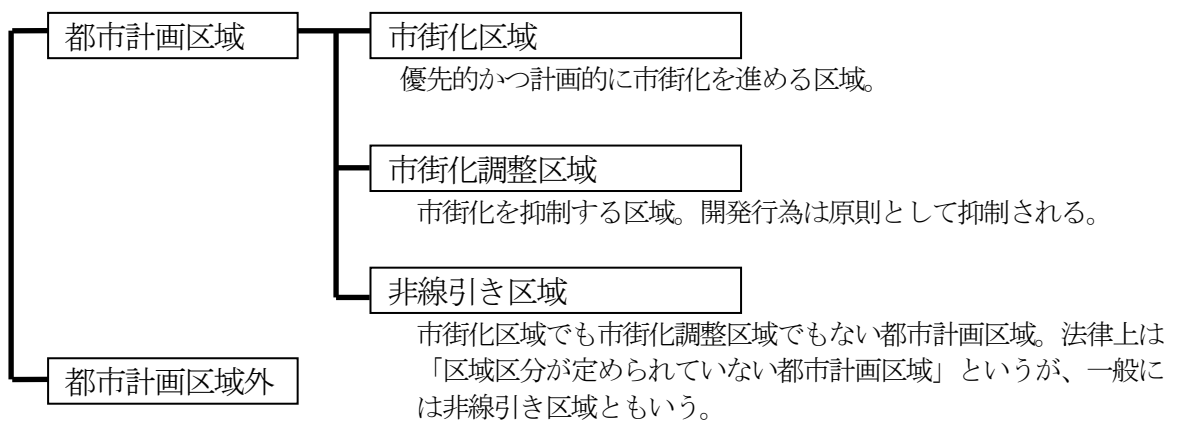 都市計画区域
市街化区域
優先的かつ計画的に市街化を進める区域。
市街化調整区域
市街化を抑制する区域。開発行為は原則として抑制される。
非線引き区域
市街化区域でも市街化調整区域でもない都市計画区域。法律上は
「区域区分が定められていない都市計画区域」というが、一般に
は非線引き区域ともいう。
都市計画区域外